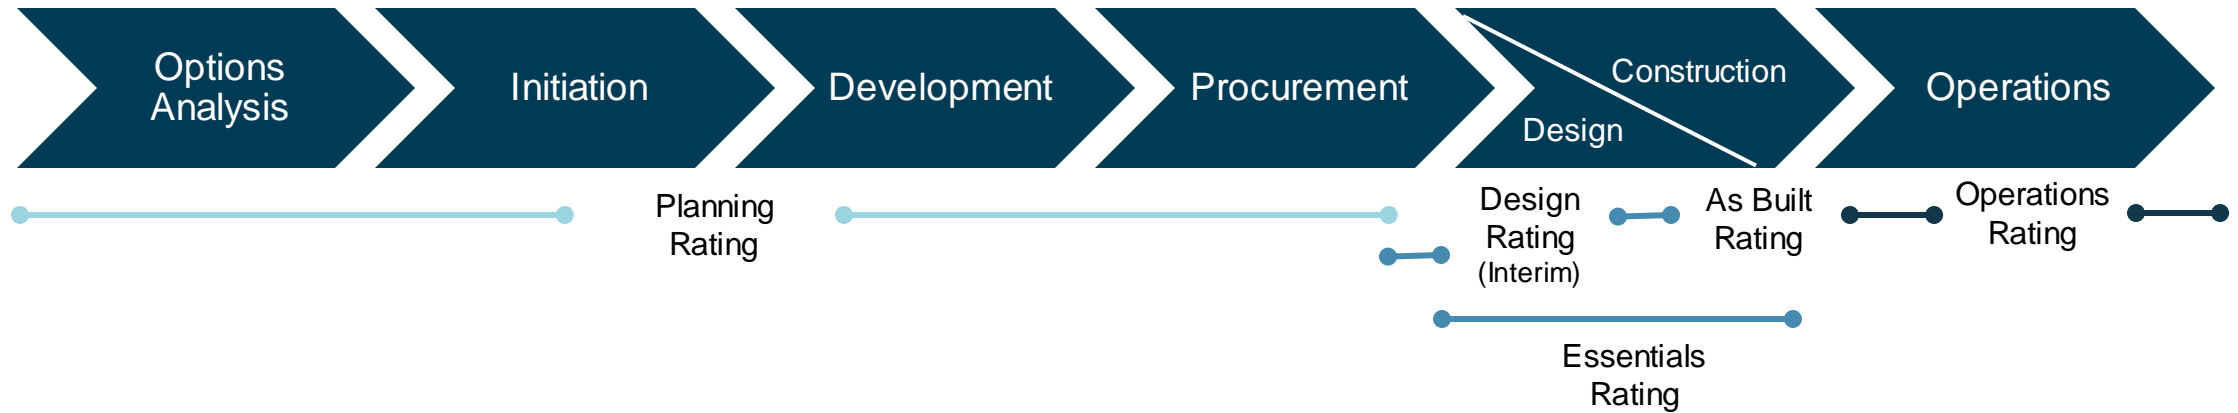 Options
Analysis
Initiation
Development
Procurement
Construction
Design
Operations
Planning
Rating
Design
Rating
(Interim)
As Built
Rating
Operations
Rating
Essentials
Rating